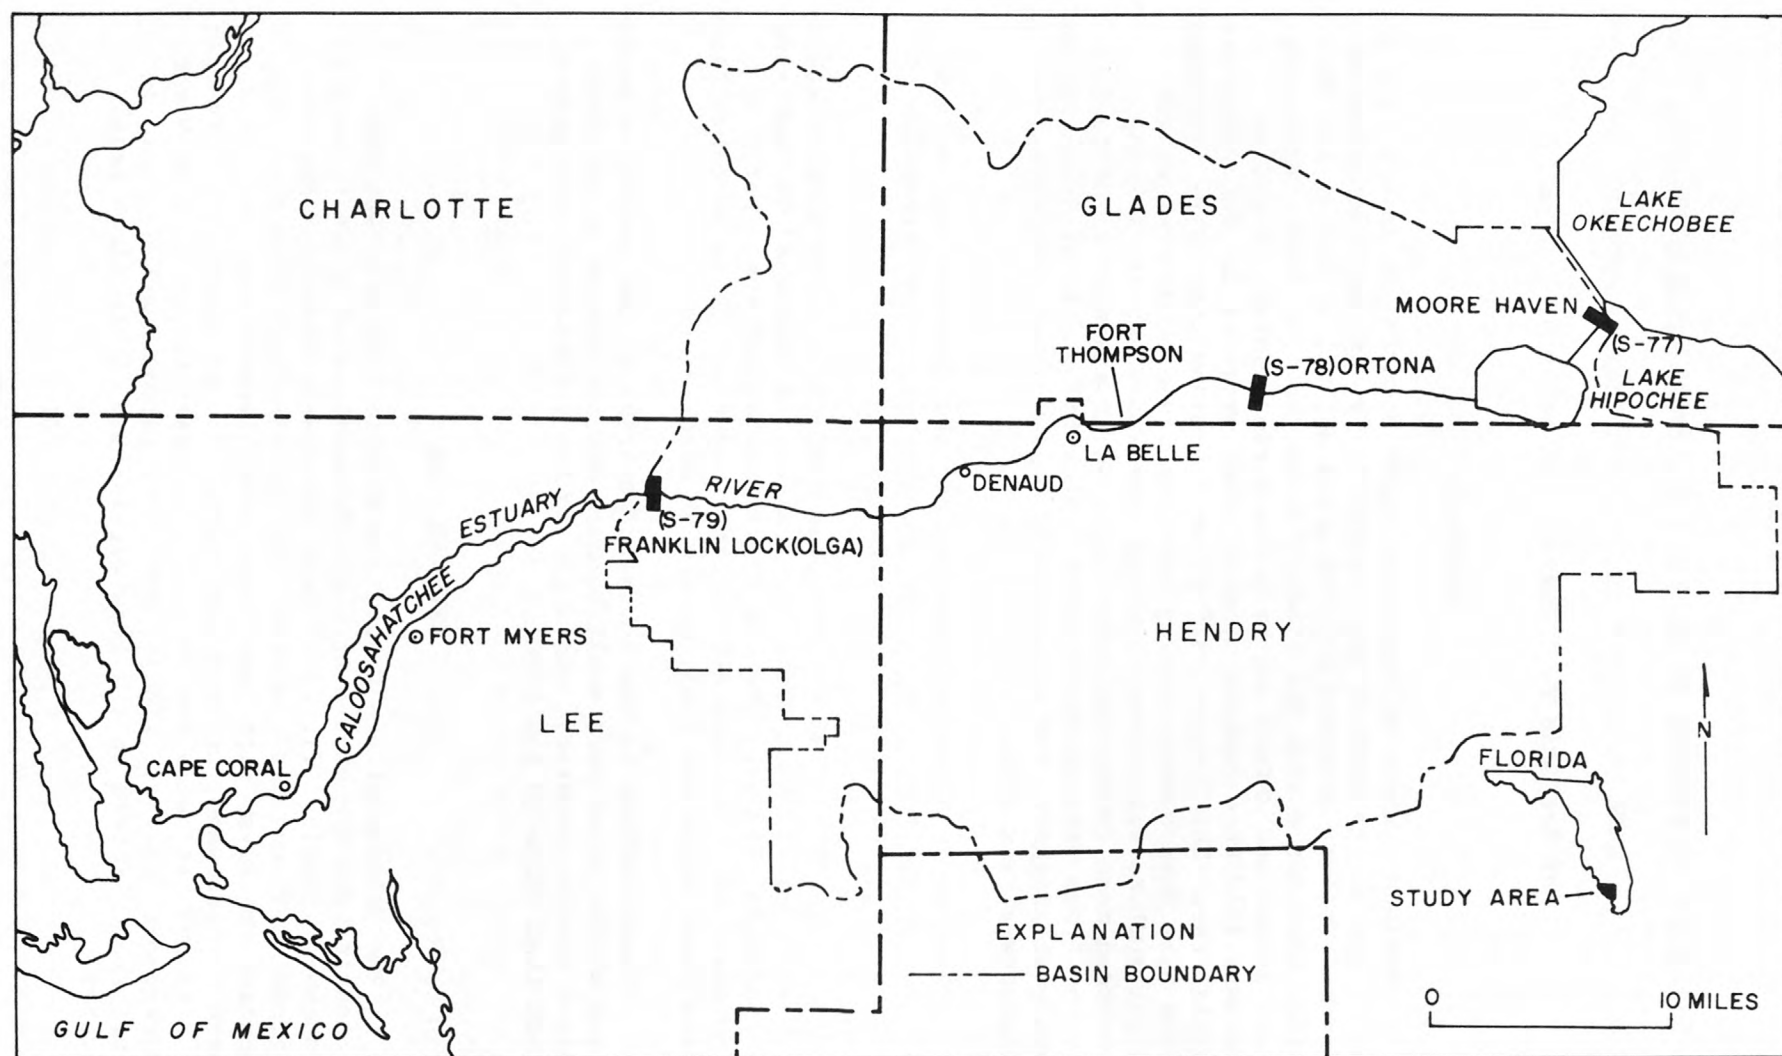 CHARLOTTE
GLADES
LAKE
OKEECHOBEE
MOORE HAVEN
(S-77)
FORT
THOMPSON
(S-78)ORTONA
LAKE
HIPOCHEE
LA BELLE
DENAUD
RIVER
ESTUARY
(S-79)
FRANKLIN LOCK(OLGA)
CALOOSAHATCHEE
FORT MYERS
HENDRY
LEE
N
CAPE CORAL
FLORIDA
STUDY AREA
EXPLANATION
BASIN BOUNDARY
0 10 MILES
GULF OF MEXICO